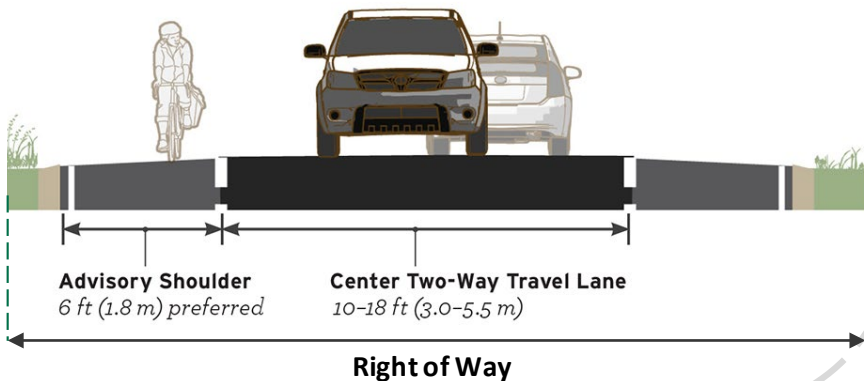 Advisory Shoulder
6 ft (1.8 m) preferred
Center Two-Way Travel Lane
10–18 ft (3.0–5.5 m)
Right of Way